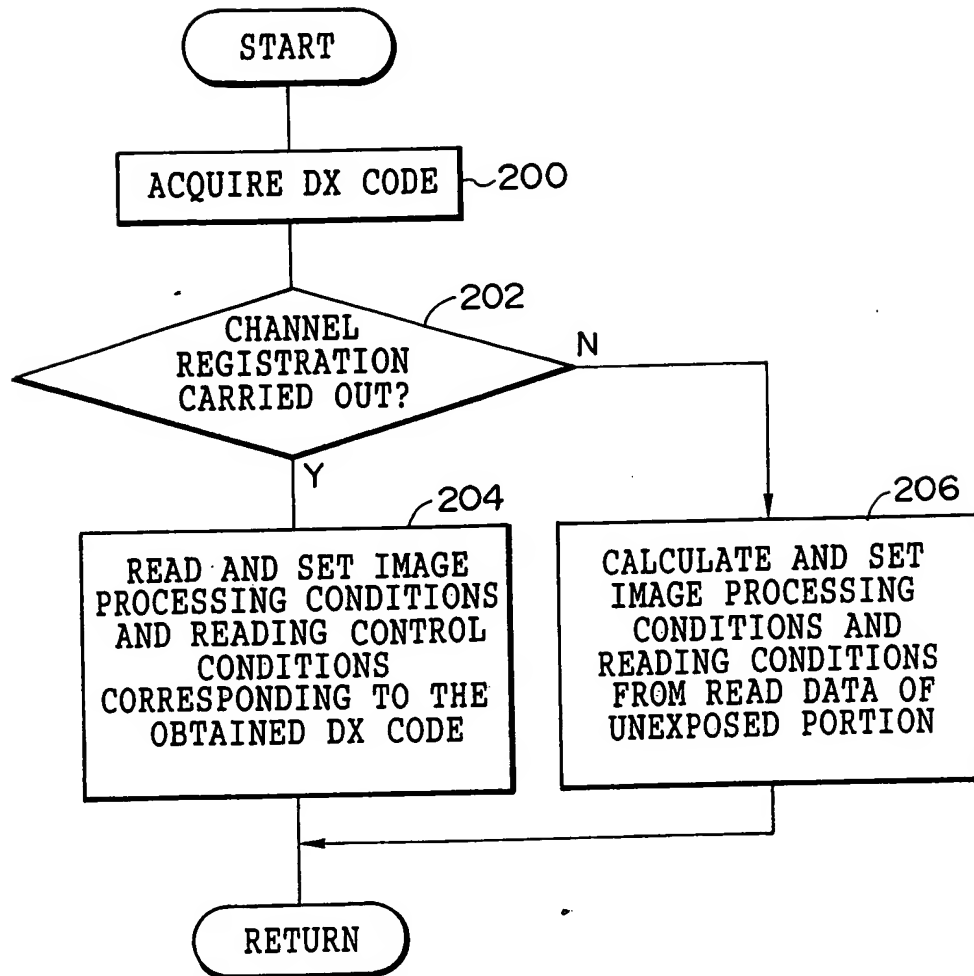 START
ACQUIRE DX CODE
200
202
CHANNEL
REGISTRATION
CARRIED OUT?
N
Y
204
READ AND SET IMAGE
PROCESSING CONDITIONS
AND READING CONTROL
CONDITIONS
CORRESPONDING TO THE
OBTAINED DX CODE
206
CALCULATE AND SET
IMAGE PROCESSING
CONDITIONS AND
READING CONDITIONS
FROM READ DATA OF
UNEXPOSED PORTION
RETURN